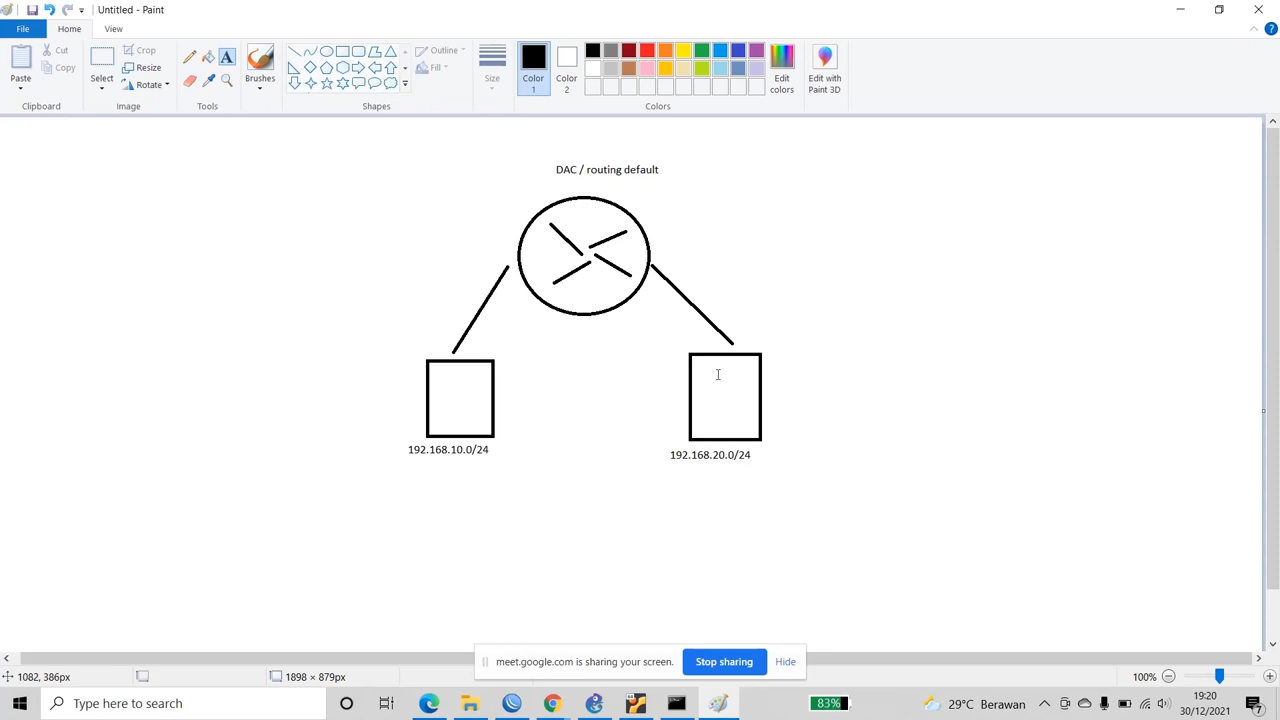 Untitled - Paint
File
Home
View
Paste
Cut
Copy
Clipboard
Select
Crop
Resize
Rotate
Image
Tools
Brushes
Shapes
Outline
Fill
Size
Color
1
Color
2
Colors
Edit
colors
Edit with
Paint 3D
DAC / routing default
192.168.10.0/24
192.168.20.0/24
meet.google.com is sharing your screen.
Stop sharing
Hide
1082, 386px
1898 × 879px
100%
Type here to search
83%
29°C Berawan
19:20
30/12/2021
7